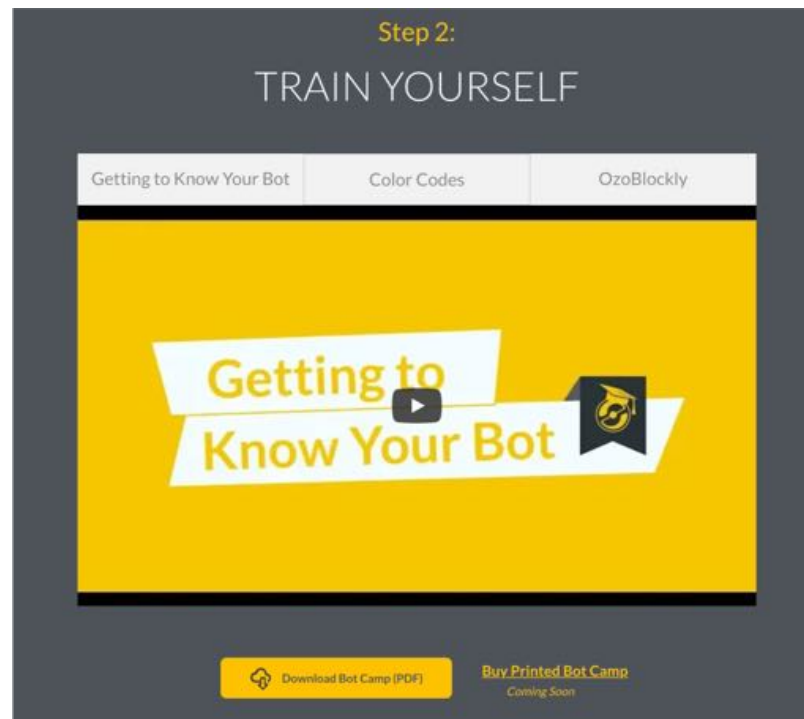 Step 2:
TRAIN YOURSELF
Getting to Know Your Bot
Color Codes
OzoBlockly
Getting to
Know Your Bot
Download Bot Camp (PDF)
Buy Printed Bot Camp
Coming Soon